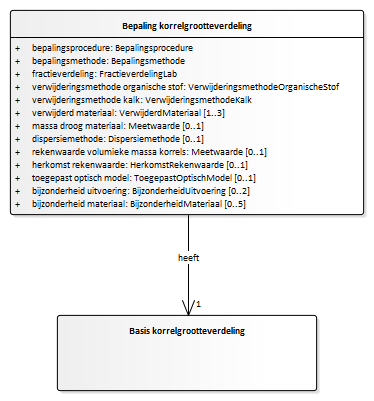 Bepaling korrelgrootteverdeling
+ bepalingsprocedure: Bepalingsprocedure
+ bepalingsmethode: Bepalingsmethode
+ fractieverdeling: FractieverdelingLab
+ verwijderingsmethode organische stof: VerwijderingsmethodeOrganischeStof
+ verwijderingsmethode kalk: VerwijderingsmethodeKalk
+ verwijderd materiaal: VerwijderdMateriaal [1..3]
+ massa droog materiaal: Meetwaarde [0..1]
+ dispersiemethode: Dispersiemethode [0..1]
+ rekenwaarde volumieke massa korrels: Meetwaarde [0..1]
+ herkomst rekenwaarde: HerkomstRekenwaarde [0..1]
+ toegepast optisch model: ToegepastOptischModel [0..1]
+ bijzonderheid uitvoering: BijzonderheidUitvoering [0..2]
+ bijzonderheid materiaal: BijzonderheidMateriaal [0..5]
heeft
1
Basis korrelgrootteverdeling